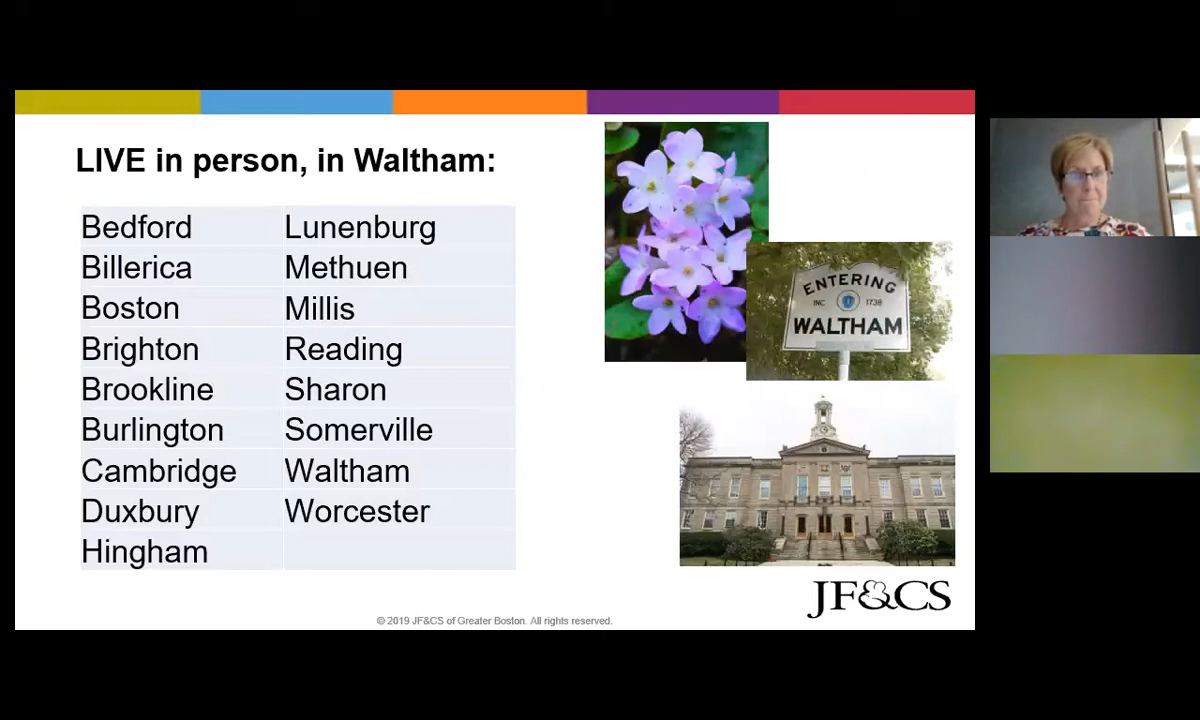 LIVE in person, in Waltham:
Bedford Lunenburg
Billerica Methuen
Boston Millis
Brighton Reading
Brookline Sharon
Burlington Somerville
Cambridge Waltham
Duxbury Worcester
Hingham
ENTERING
INC 1738
WALTHAM
JF&CS
© 2019 JF&CS of Greater Boston. All rights reserved.